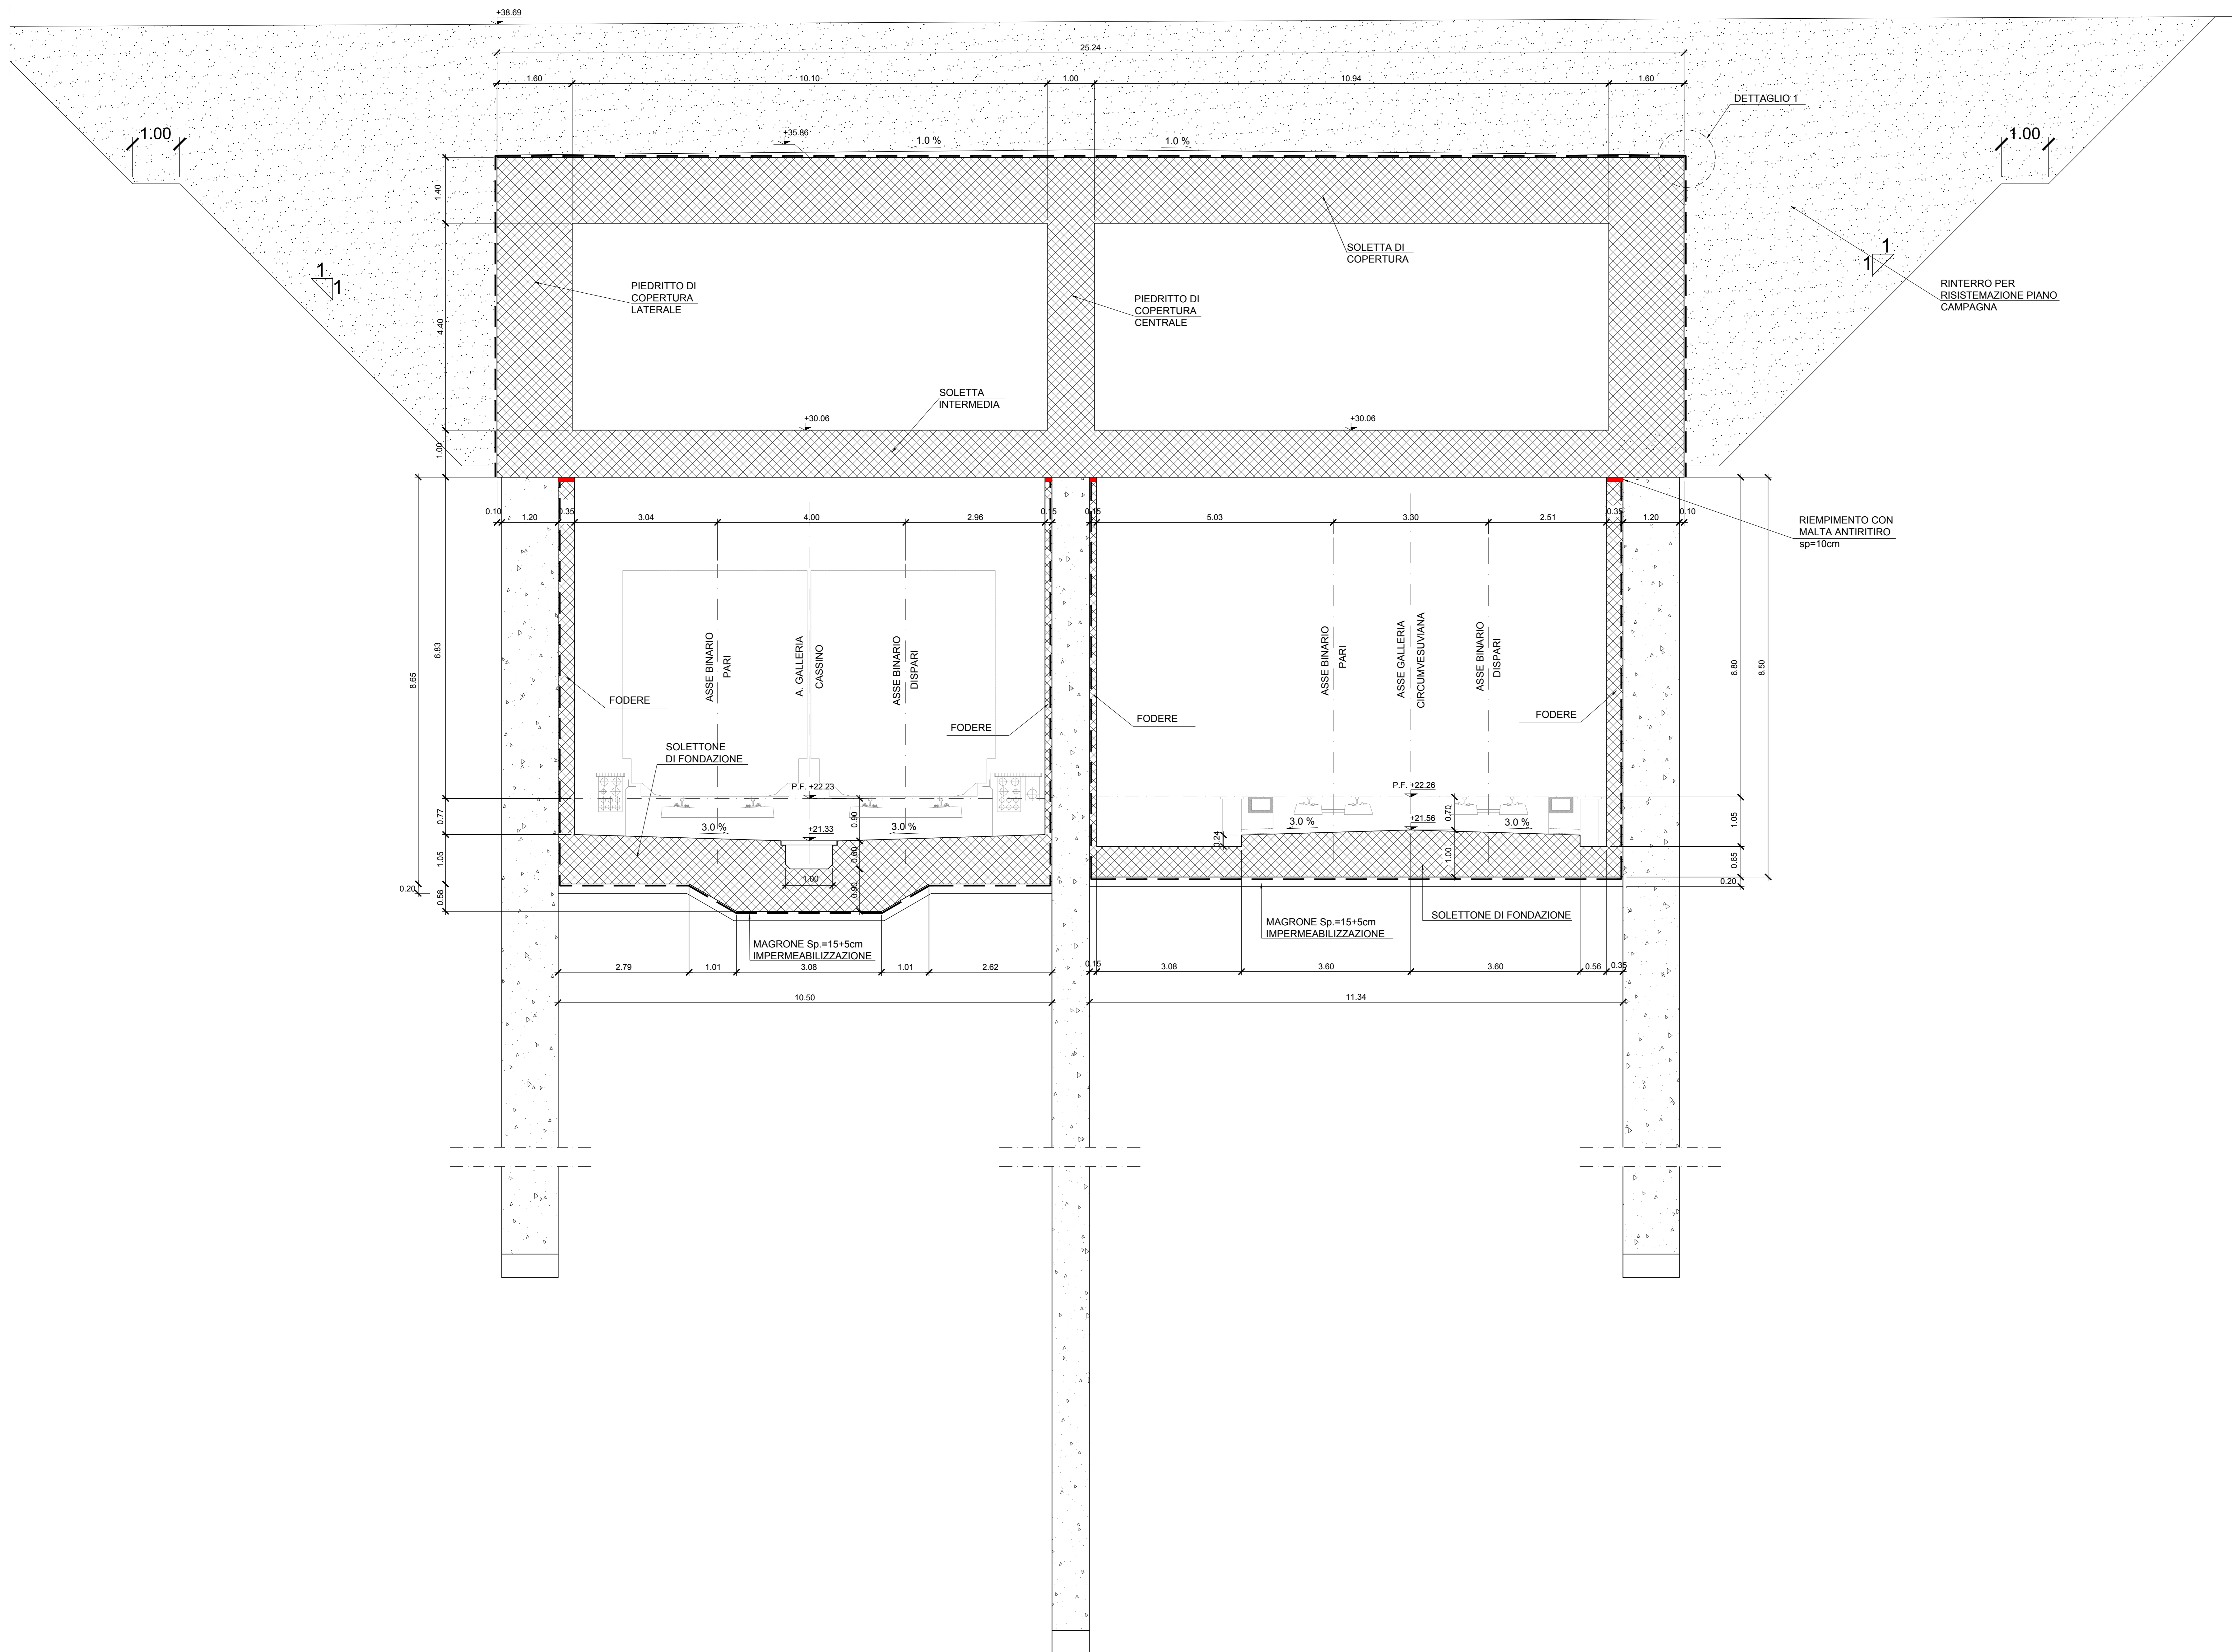 +38.69
25.24
1.60
10.10
1.00
10.94
1.60
DETTAGLIO 1
1.00
1.00
+35.86
1.0 %
1.0 %
1.40
SOLETTA DI
COPERTURA
1
1
1
1
PIEDRITTO DI
COPERTURA
LATERALE
PIEDRITTO DI
COPERTURA
CENTRALE
RINTERRO PER
RISISTEMAZIONE PIANO
CAMPAGNA
4.40
SOLETTA
INTERMEDIA
+30.06
+30.06
1.00
0.10
1.20
0.35
3.04
4.00
2.96
0.15
0.15
5.03
3.30
2.51
0.35
1.20
0.10
RIEMPIMENTO CON
MALTA ANTIRITIRO
sp=10cm
8.65
6.83
ASSE BINARIO
PARI
A. GALLERIA
CASSINO
ASSE BINARIO
DISPARI
ASSE BINARIO
PARI
ASSE GALLERIA
CIRCUMVESUVIANA
ASSE BINARIO
DISPARI
6.80
8.50
FODERE
FODERE
FODERE
FODERE
SOLETTONE
DI FONDAZIONE
P.F. +22.23
P.F. +22.26
0.77
3.0 %
+21.33
3.0 %
0.90
0.70
+21.56
3.0 %
3.0 %
0.24
1.05
1.05
0.60
1.00
0.65
1.00
0.90
0.20
0.58
0.20
MAGRONE Sp.=15+5cm
IMPERMEABILIZZAZIONE
MAGRONE Sp.=15+5cm
IMPERMEABILIZZAZIONE
SOLETTONE DI FONDAZIONE
2.79
1.01
3.08
1.01
2.62
0.15
3.08
3.60
3.60
0.56
0.35
10.50
11.34